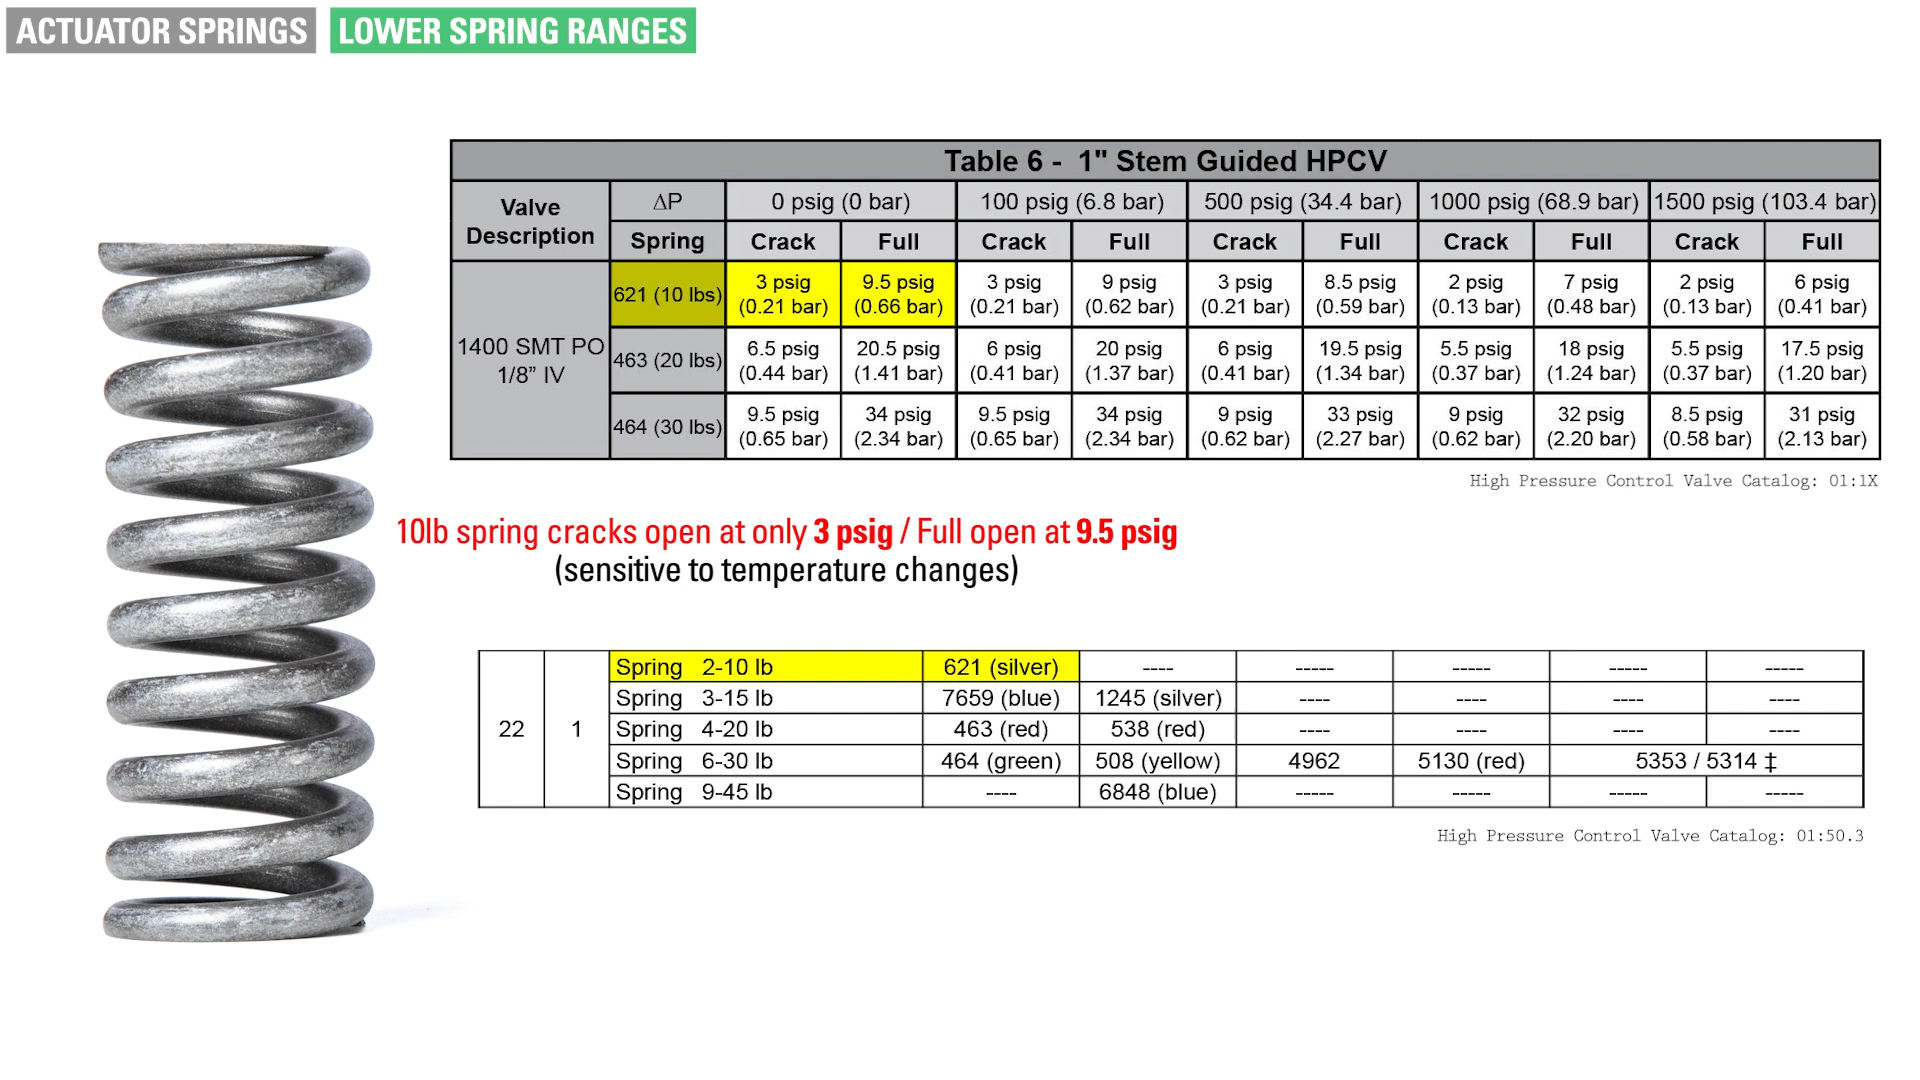 ACTUATOR SPRINGS LOWER SPRING RANGES
Table 6 - 1" Stem Guided HPCV
Valve Description ΔP 0 psig (0 bar) 100 psig (6.8 bar) 500 psig (34.4 bar) 1000 psig (68.9 bar) 1500 psig (103.4 bar)
Spring Crack Full Crack Full Crack Full Crack Full Crack Full
1400 SMT PO
1/8” IV
621 (10 lbs) 3 psig 9.5 psig 3 psig 9 psig 3 psig 8.5 psig 2 psig 7 psig 2 psig 6 psig
(0.21 bar) (0.66 bar) (0.21 bar) (0.62 bar) (0.21 bar) (0.59 bar) (0.13 bar) (0.48 bar) (0.13 bar) (0.41 bar)
463 (20 lbs) 6.5 psig 20.5 psig 6 psig 20 psig 6 psig 19.5 psig 5.5 psig 18 psig 5.5 psig 17.5 psig
(0.44 bar) (1.41 bar) (0.41 bar) (1.37 bar) (0.41 bar) (1.34 bar) (0.37 bar) (1.24 bar) (0.37 bar) (1.20 bar)
464 (30 lbs) 9.5 psig 34 psig 9.5 psig 34 psig 9 psig 33 psig 9 psig 32 psig 8.5 psig 31 psig
(0.65 bar) (2.34 bar) (0.65 bar) (2.34 bar) (0.62 bar) (2.27 bar) (0.62 bar) (2.20 bar) (0.58 bar) (2.13 bar)
High Pressure Control Valve Catalog: 01:1X
10lb spring cracks open at only 3 psig / Full open at 9.5 psig
(sensitive to temperature changes)
22 1
Spring 2-10 lb 621 (silver) ---- ----- ----- ----- -----
Spring 3-15 lb 7659 (blue) 1245 (silver) ---- ---- ---- ----
Spring 4-20 lb 463 (red) 538 (red) ---- ---- ---- ----
Spring 6-30 lb 464 (green) 508 (yellow) 4962 5130 (red) 5353 / 5314 ‡
Spring 9-45 lb ---- 6848 (blue) ----- ----- ----- -----
High Pressure Control Valve Catalog: 01:50.3